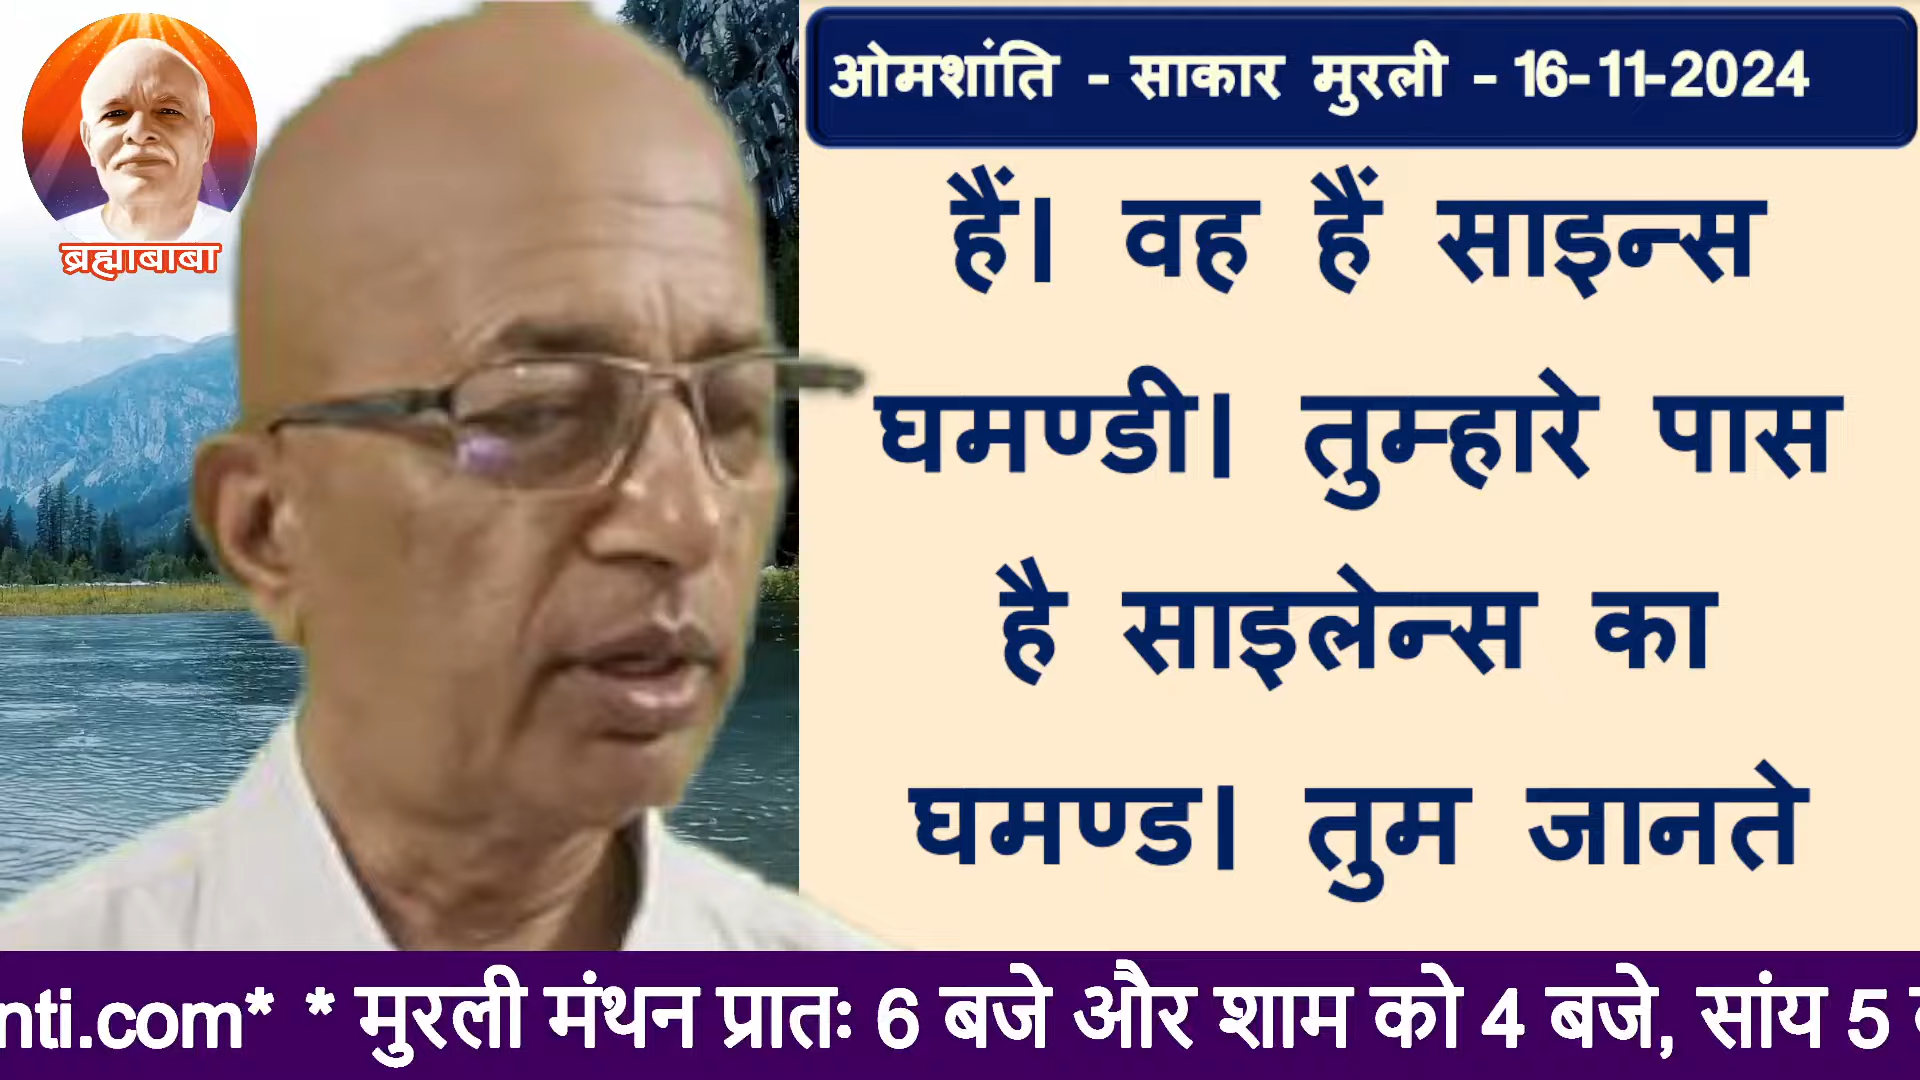 ओमशांति - साकार मुरली - 16-11-2024
ब्रह्माबाबा
हैं। वह हैं साइन्स
घमण्डी। तुम्हारे पास
है साइलेन्स का
घमण्ड। तुम जानते
nti.com* * मुरली मंथन प्रातः 6 बजे और शाम को 4 बजे, सांय 5